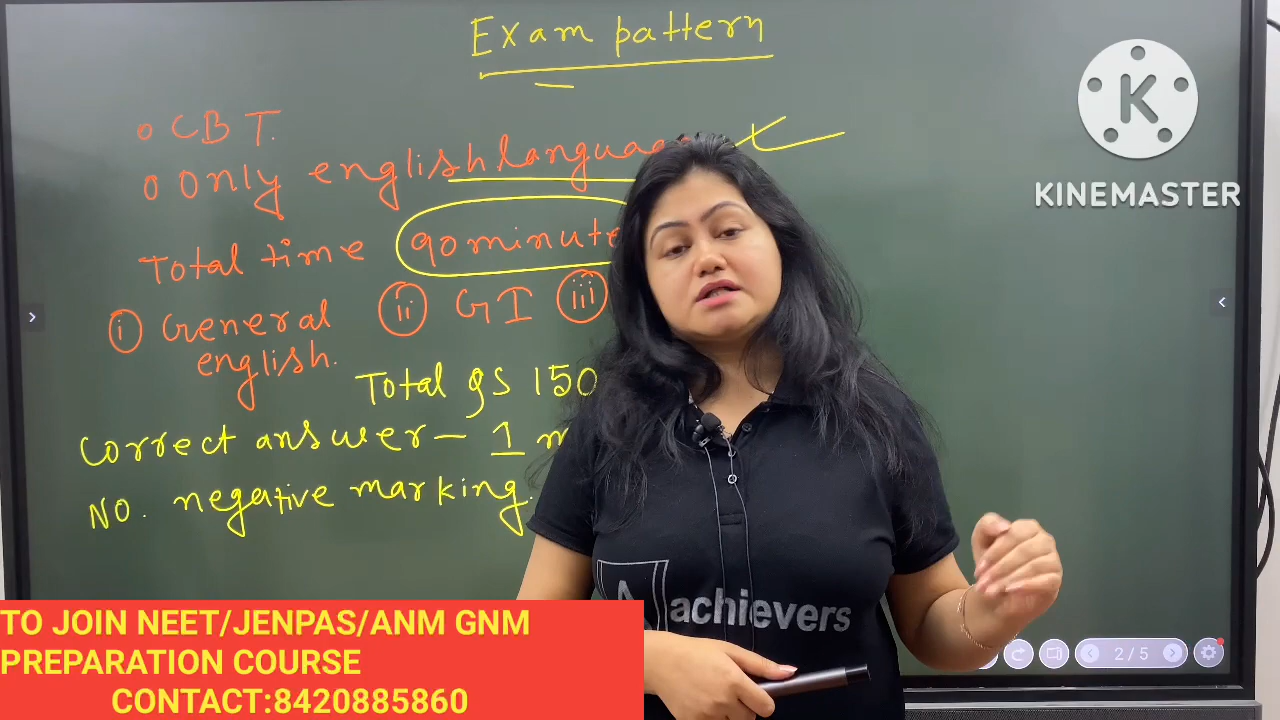 Exam pattern
o CBT.
o Only english language
Total time 90 minute
(i) General english.
(ii) GI (iii)
Total qs 150
Correct answer – 1 m
NO. negative marking.
K
KINEMASTER
achievers
2/5
TO JOIN NEET/JENPAS/ANM GNM
PREPARATION COURSE
CONTACT:8420885860